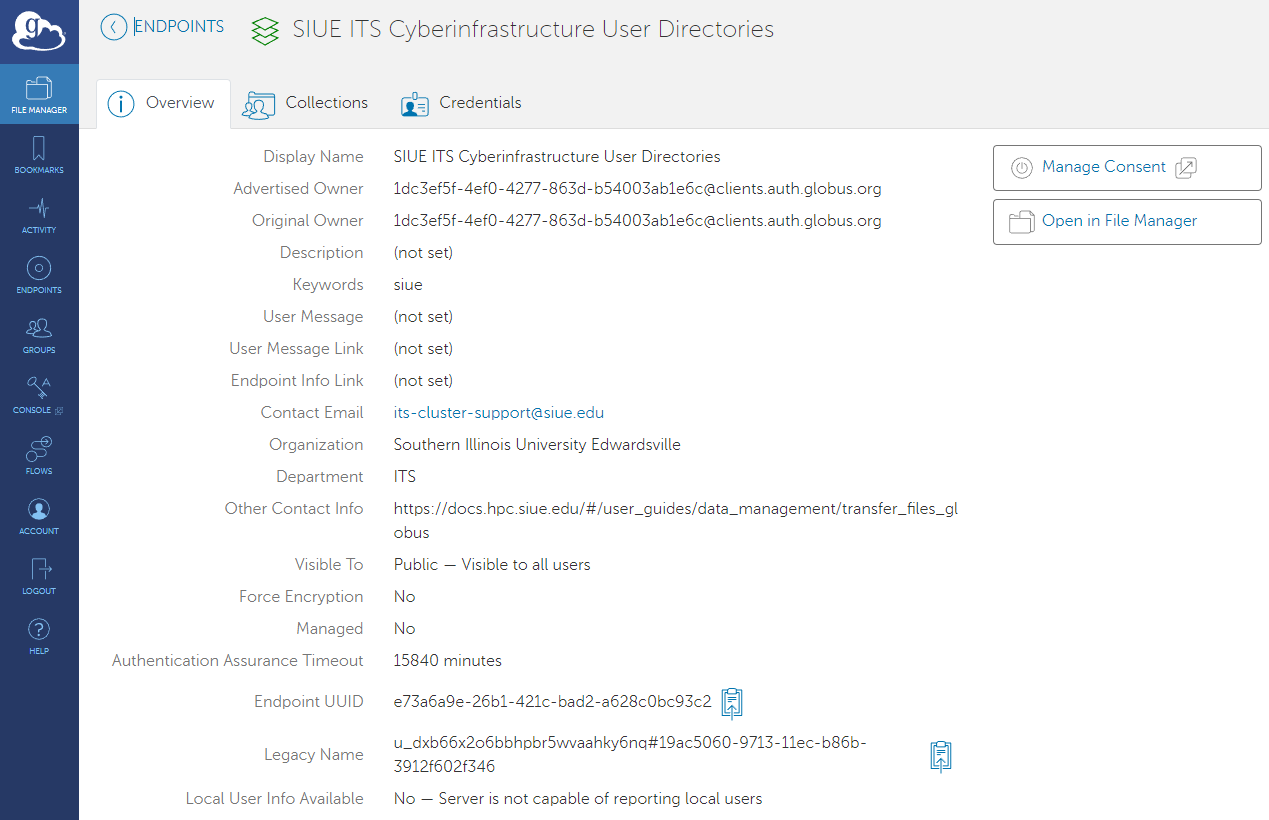 g
ENDPOINTS
SIUE ITS Cyberinfrastructure User Directories
FILE MANAGER
BOOKMARKS
ACTIVITY
ENDPOINTS
GROUPS
CONSOLE
FLOWS
ACCOUNT
LOGOUT
HELP
Overview
Collections
Credentials
Display Name SIUE ITS Cyberinfrastructure User Directories
Advertised Owner 1dc3ef5f-4ef0-4277-863d-b54003ab1e6c@clients.auth.globus.org
Original Owner 1dc3ef5f-4ef0-4277-863d-b54003ab1e6c@clients.auth.globus.org
Description (not set)
Keywords siue
User Message (not set)
User Message Link (not set)
Endpoint Info Link (not set)
Contact Email its-cluster-support@siue.edu
Organization Southern Illinois University Edwardsville
Department ITS
Other Contact Info https://docs.hpc.siue.edu/#/user_guides/data_management/transfer_files_gl
obus
Visible To Public — Visible to all users
Force Encryption No
Managed No
Authentication Assurance Timeout 15840 minutes
Endpoint UUID e73a6a9e-26b1-421c-bad2-a628c0bc93c2
Legacy Name u_dxb66x2o6bbhpbr5wvaahky6nq#19ac5060-9713-11ec-b86b-
3912f602f346
Local User Info Available No — Server is not capable of reporting local users
Manage Consent
Open in File Manager